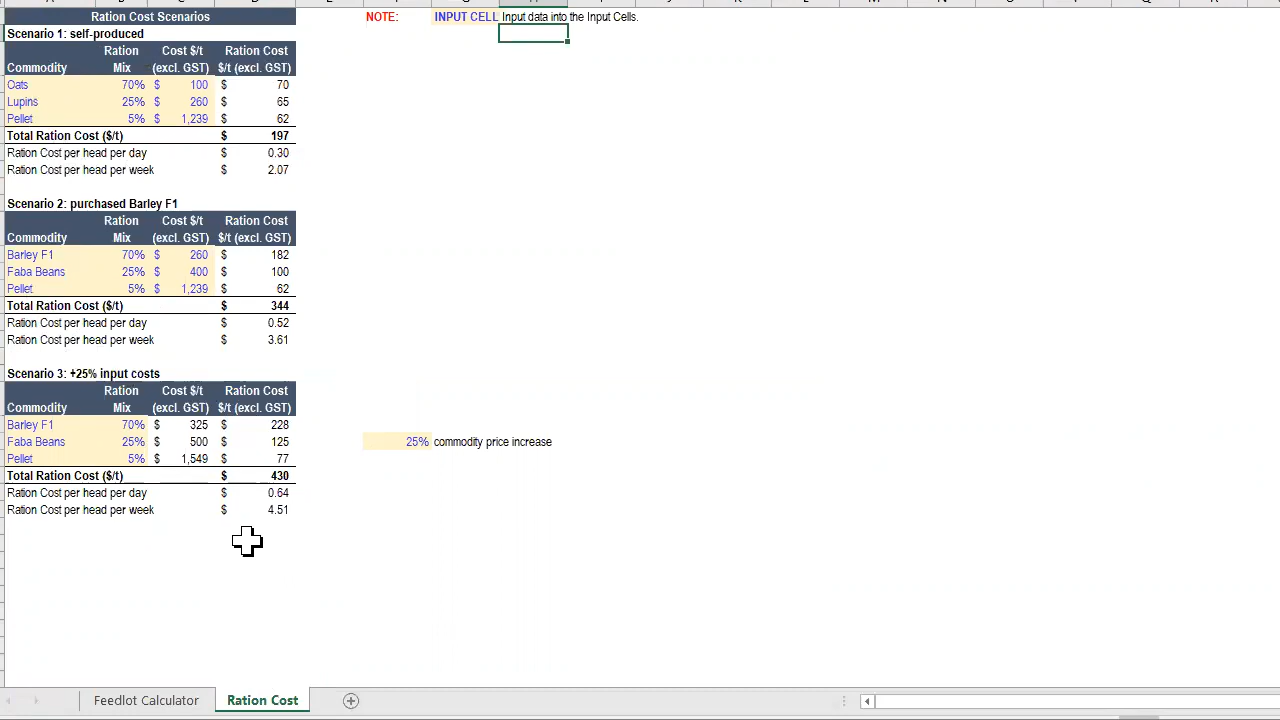 Ration Cost Scenarios
NOTE: INPUT CELL Input data into the Input Cells.
Scenario 1: self-produced
Ration Cost $/t Ration Cost
Commodity Mix (excl. GST) $/t (excl. GST)
Oats 70% $ 100 $ 70
Lupins 25% $ 260 $ 65
Pellet 5% $ 1,239 $ 62
Total Ration Cost ($/t) $ 197
Ration Cost per head per day $ 0.30
Ration Cost per head per week $ 2.07
Scenario 2: purchased Barley F1
Ration Cost $/t Ration Cost
Commodity Mix (excl. GST) $/t (excl. GST)
Barley F1 70% $ 260 $ 182
Faba Beans 25% $ 400 $ 100
Pellet 5% $ 1,239 $ 62
Total Ration Cost ($/t) $ 344
Ration Cost per head per day $ 0.52
Ration Cost per head per week $ 3.61
Scenario 3: +25% input costs
Ration Cost $/t Ration Cost
Commodity Mix (excl. GST) $/t (excl. GST)
Barley F1 70% $ 325 $ 228
Faba Beans 25% $ 500 $ 125
25% commodity price increase
Pellet 5% $ 1,549 $ 77
Total Ration Cost ($/t) $ 430
Ration Cost per head per day $ 0.64
Ration Cost per head per week $ 4.51
Feedlot Calculator Ration Cost